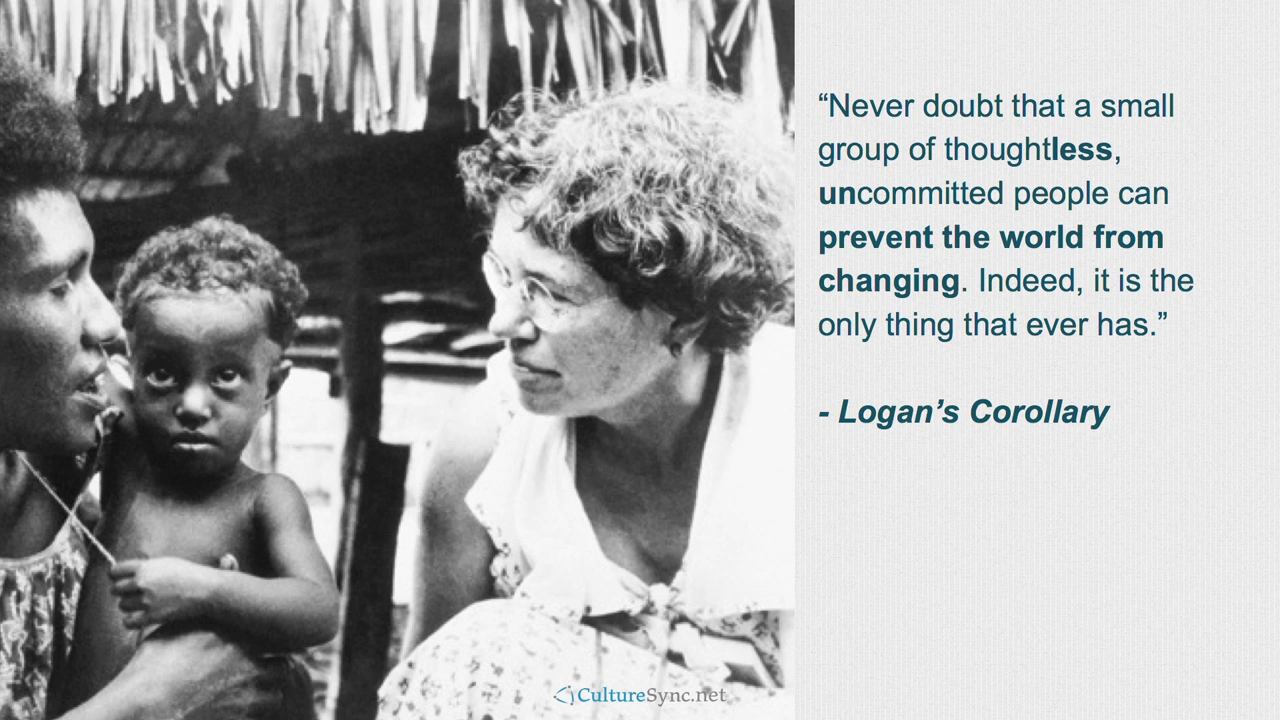 “Never doubt that a small
group of thoughtless,
uncommitted people can
prevent the world from
changing. Indeed, it is the
only thing that ever has.”
- Logan’s Corollary
CultureSync.net